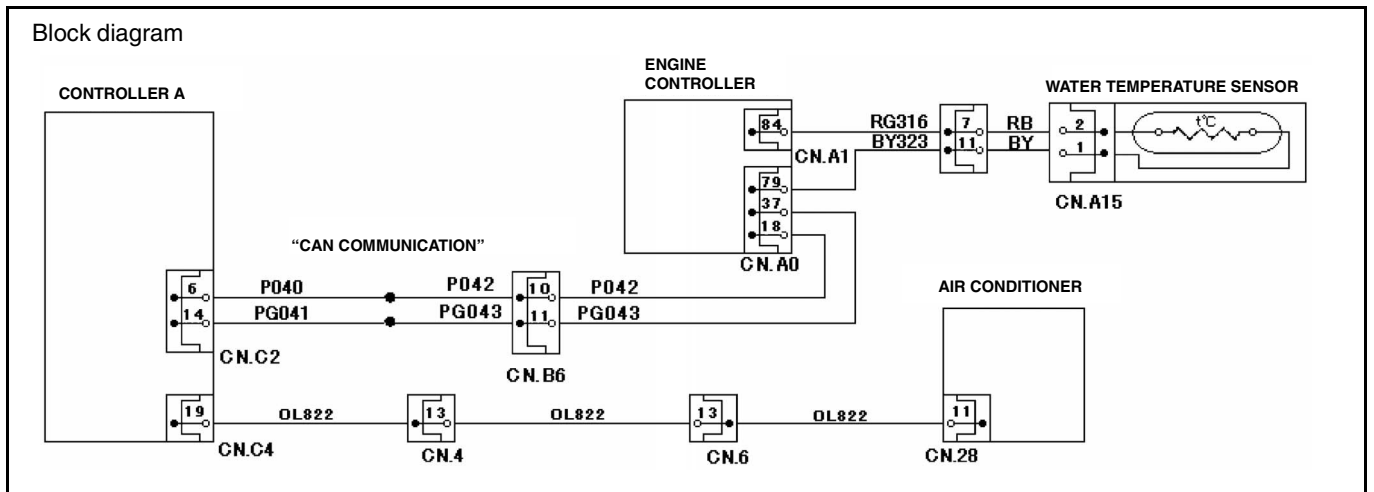 Block diagram
CONTROLLER A
ENGINE
CONTROLLER
WATER TEMPERATURE SENSOR
84
RG316
7
RB
2
t°C
BY323
11
BY
1
CN.A1
79
37
18
CN.A15
CN.A0
“CAN COMMUNICATION”
6
P040
P042
10
P042
14
PG041
PG043
11
PG043
CN.C2
CN.B6
AIR CONDITIONER
19
OL822
13
OL822
13
OL822
11
CN.C4
CN.4
CN.6
CN.28